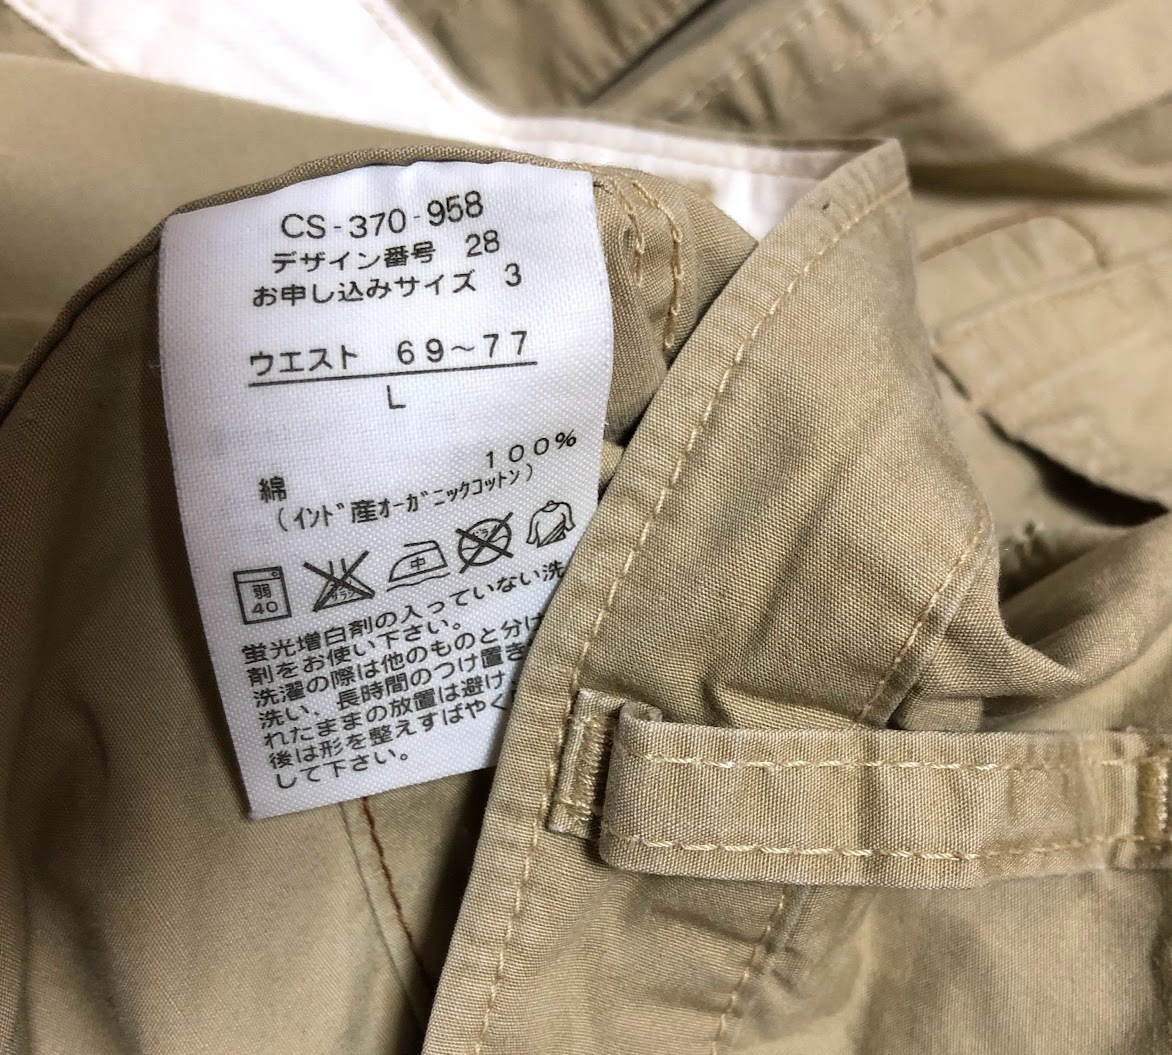 CS-370-958
デザイン番号 28
お申し込みサイズ 3
ウエスト 69~77
L
綿 100%
(インド産オーガニックコットン)
弱 40 中
蛍光増白剤の入っていない洗
剤をお使い下さい。
洗濯の際は他のものと分け
洗い、長時間のつけ置き
れたままの放置は避け
後は形を整えすばやく
して下さい。